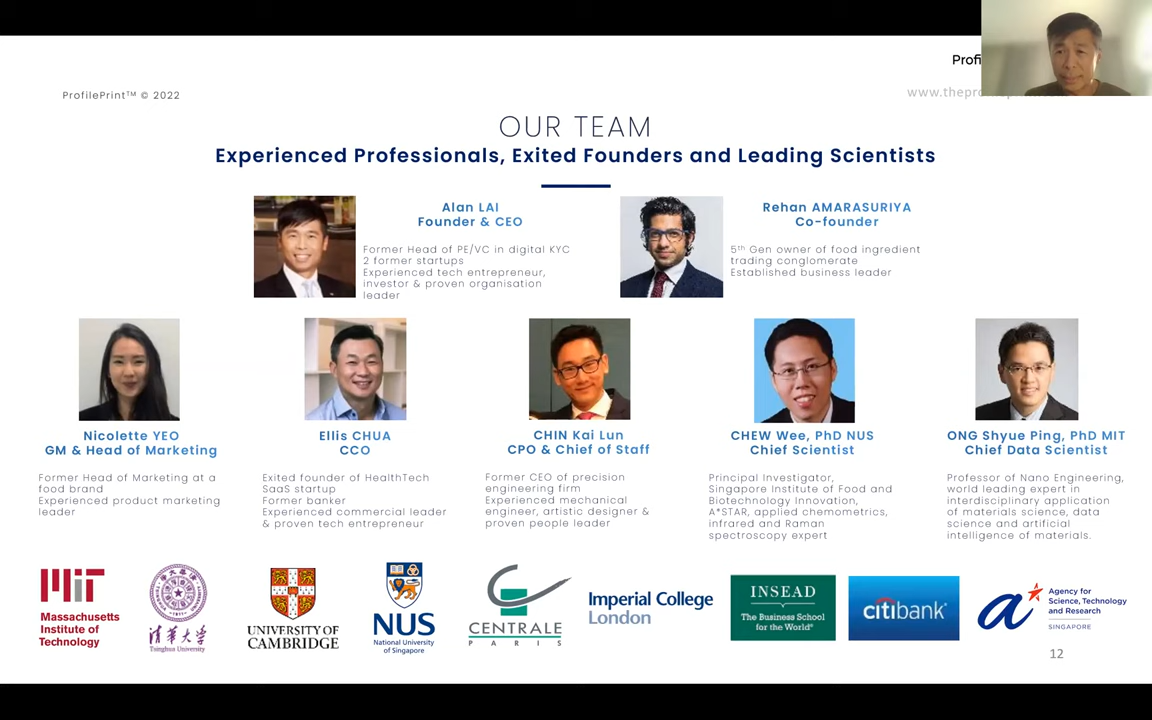 Profi
ProfilePrint™ © 2022
www.thepro
OUR TEAM
Experienced Professionals, Exited Founders and Leading Scientists
Alan LAI
Founder & CEO
Former Head of PE/VC in digital KYC
2 former startups
Experienced tech entrepreneur,
investor & proven organisation
leader
Rehan AMARASURIYA
Co-founder
5th Gen owner of food ingredient
trading conglomerate
Established business leader
Nicolette YEO
GM & Head of Marketing
Former Head of Marketing at a
food brand
Experienced product marketing
leader
Ellis CHUA
CCO
Exited founder of HealthTech
SaaS startup
Former banker
Experienced commercial leader
& proven tech entrepreneur
CHIN Kai Lun
CPO & Chief of Staff
Former CEO of precision
engineering firm
Experienced mechanical
engineer, artistic designer &
proven people leader
CHEW Wee, PhD NUS
Chief Scientist
Principal Investigator,
Singapore Institute of Food and
Biotechnology Innovation,
A*STAR, applied chemometrics,
infrared and Raman
spectroscopy expert
ONG Shyue Ping, PhD MIT
Chief Data Scientist
Professor of Nano Engineering,
world leading expert in
interdisciplinary application
of materials science, data
science and artificial
intelligence of materials.
MIT
Massachusetts
Institute of
Technology
清華大学
Tsinghua University
UNIVERSITY OF
CAMBRIDGE
NUS
National University
of Singapore
CENTRALE
PARIS
Imperial College
London
INSEAD
The Business School
for the World®
citibank®
a
Agency for
Science, Technology
and Research
SINGAPORE
12